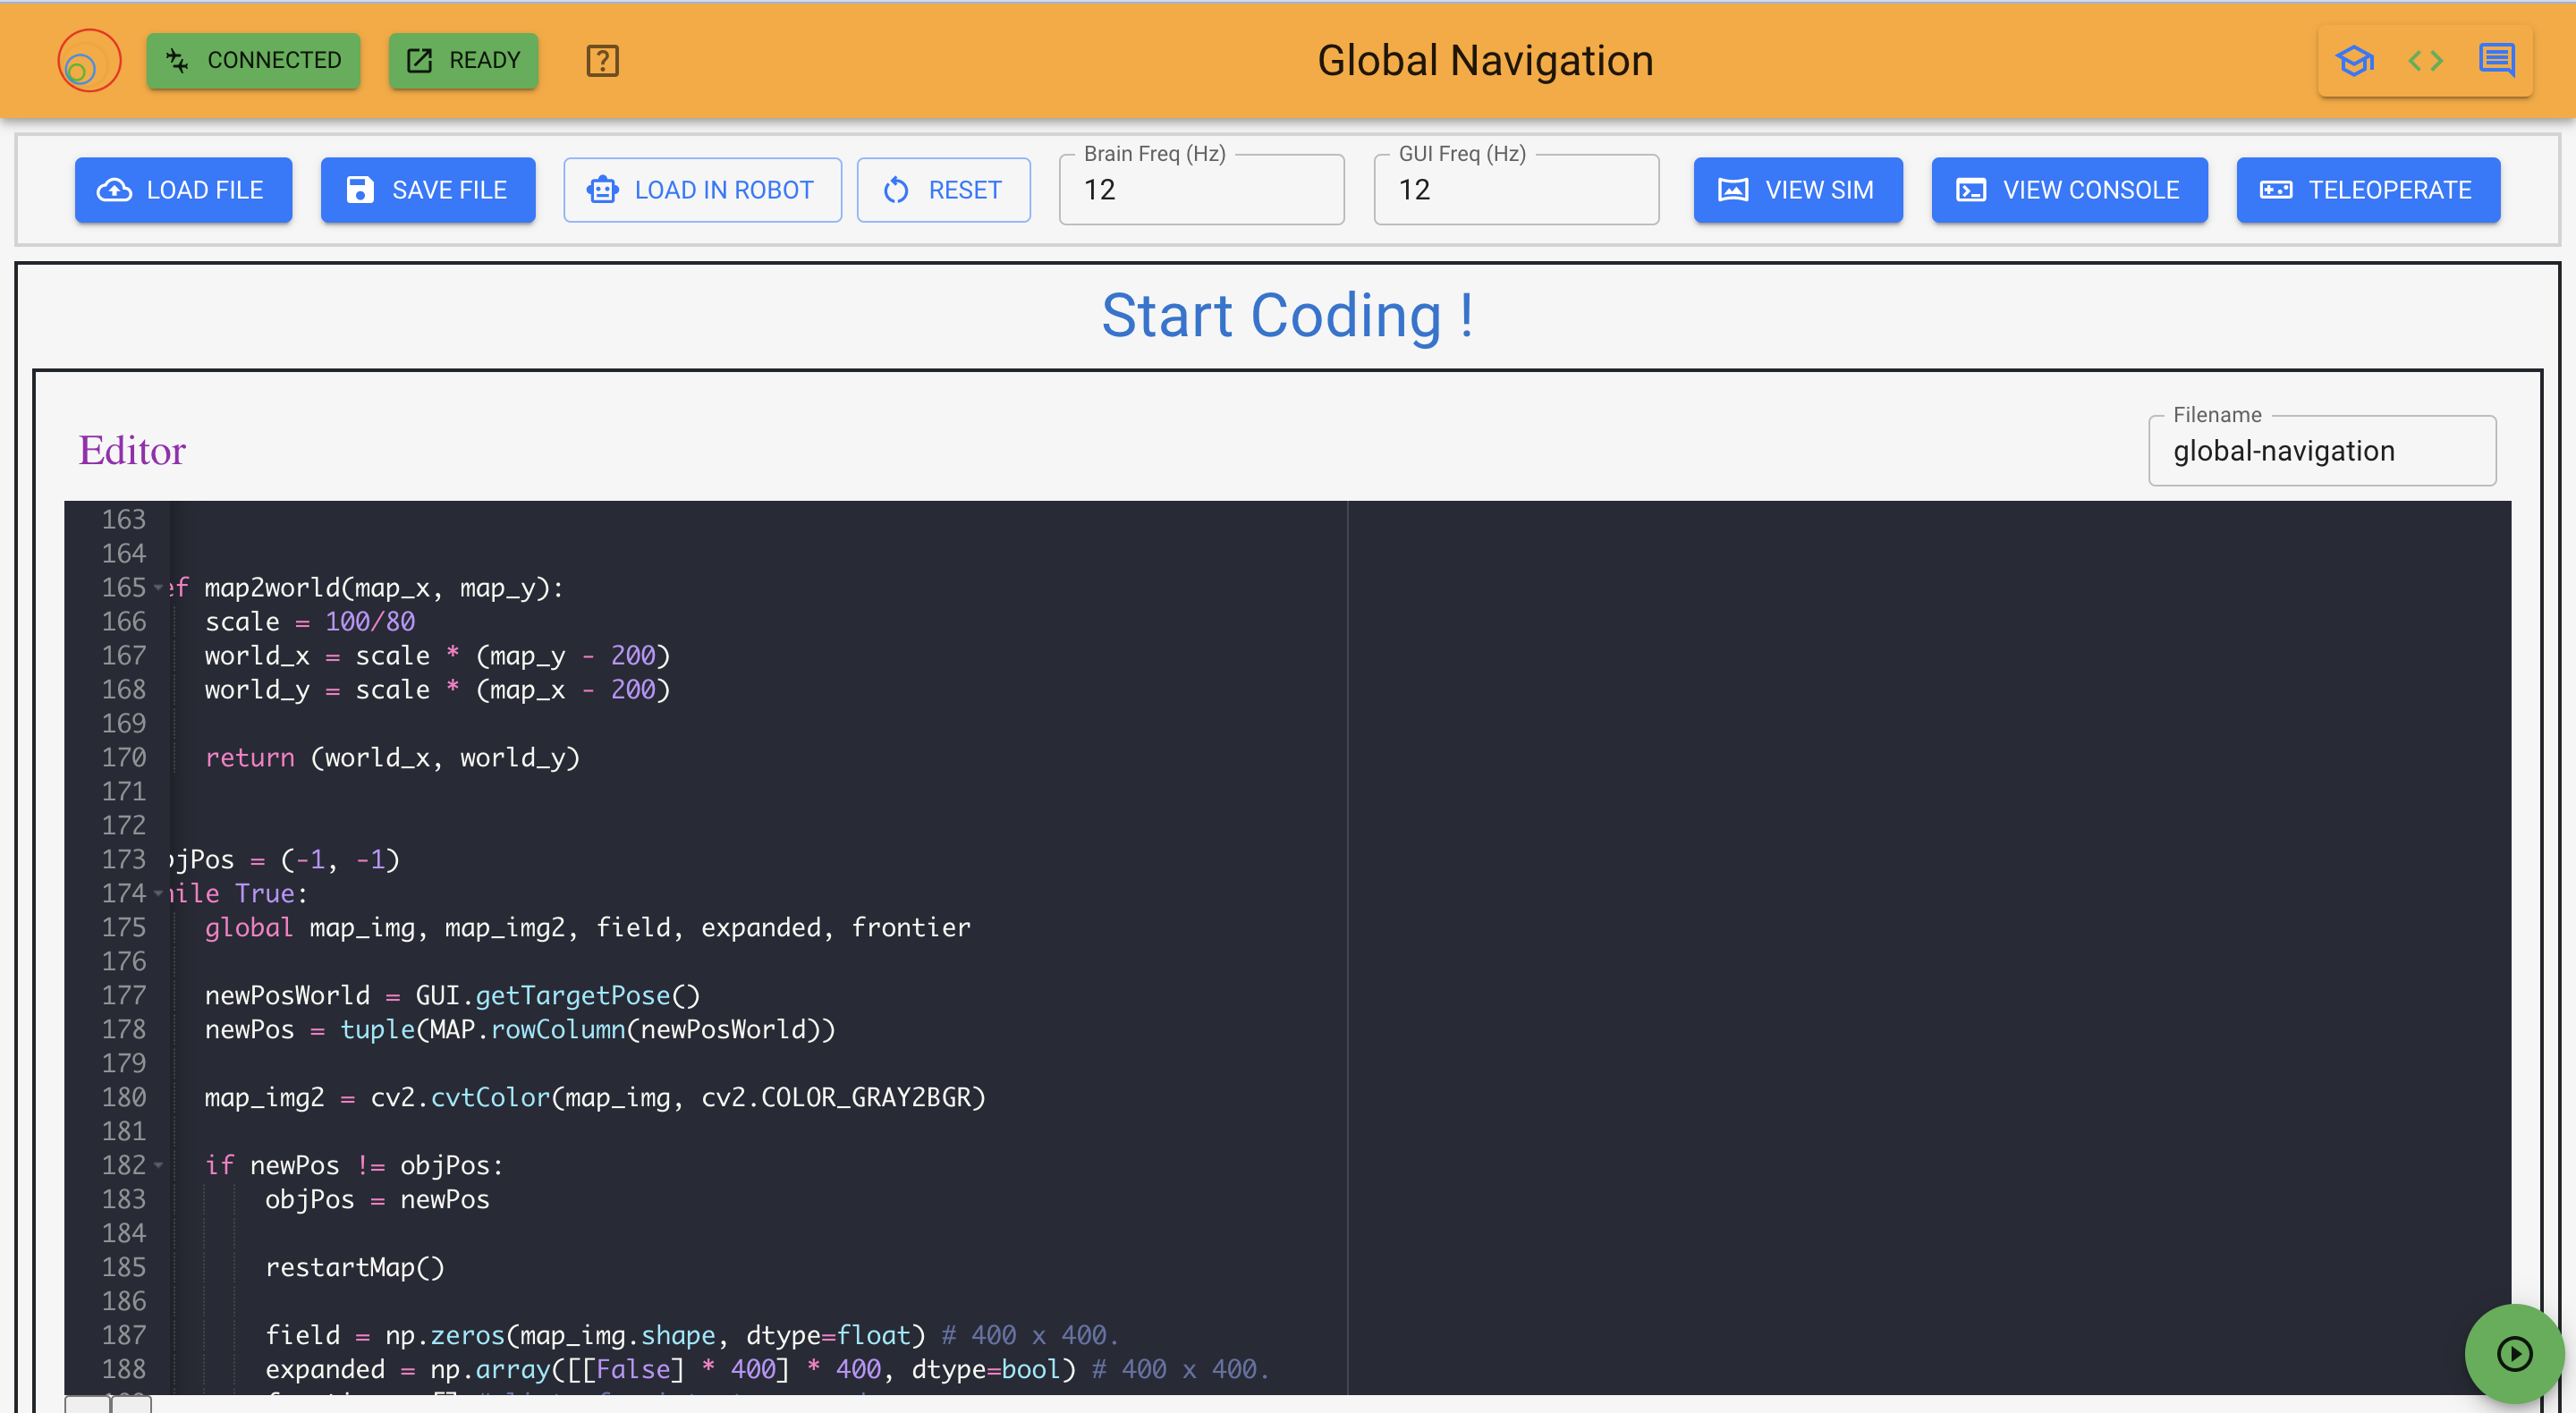 CONNECTED
READY
Global Navigation
LOAD FILE
SAVE FILE
LOAD IN ROBOT
RESET
Brain Freq (Hz)
12
GUI Freq (Hz)
12
VIEW SIM
VIEW CONSOLE
TELEOPERATE
Start Coding !
Editor
Filename
global-navigation
163
164
165 ef map2world(map_x, map_y):
166 scale = 100/80
167 world_x = scale * (map_y - 200)
168 world_y = scale * (map_x - 200)
169
170 return (world_x, world_y)
171
172
173 jPos = (-1, -1)
174 ile True:
175 global map_img, map_img2, field, expanded, frontier
176
177 newPosWorld = GUI.getTargetPose()
178 newPos = tuple(MAP.rowColumn(newPosWorld))
179
180 map_img2 = cv2.cvtColor(map_img, cv2.COLOR_GRAY2BGR)
181
182 if newPos != objPos:
183 objPos = newPos
184
185 restartMap()
186
187 field = np.zeros(map_img.shape, dtype=float) # 400 x 400.
188 expanded = np.array([[False] * 400] * 400, dtype=bool) # 400 x 400.